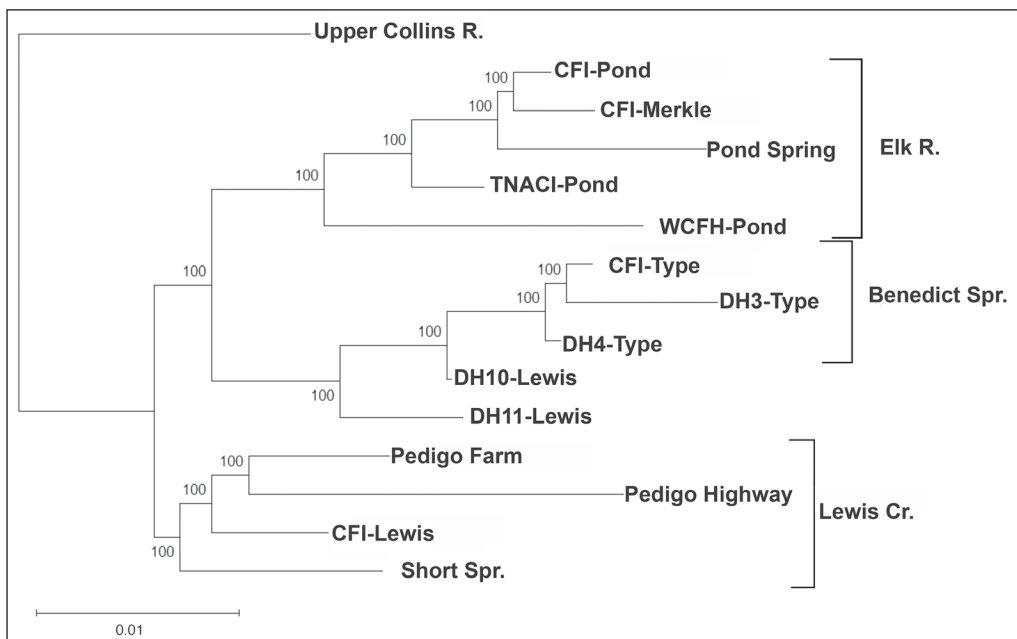 Upper Collins R.
100
CFI-Pond
100
CFI-Merkle
100
Pond Spring
Elk R.
100
TNACI-Pond
100
WCFH-Pond
100
CFI-Type
100
DH3-Type
Benedict Spr.
100
DH4-Type
100
DH10-Lewis
100
DH11-Lewis
Pedigo Farm
100
Pedigo Highway
100
Lewis Cr.
CFI-Lewis
100
Short Spr.
0.01